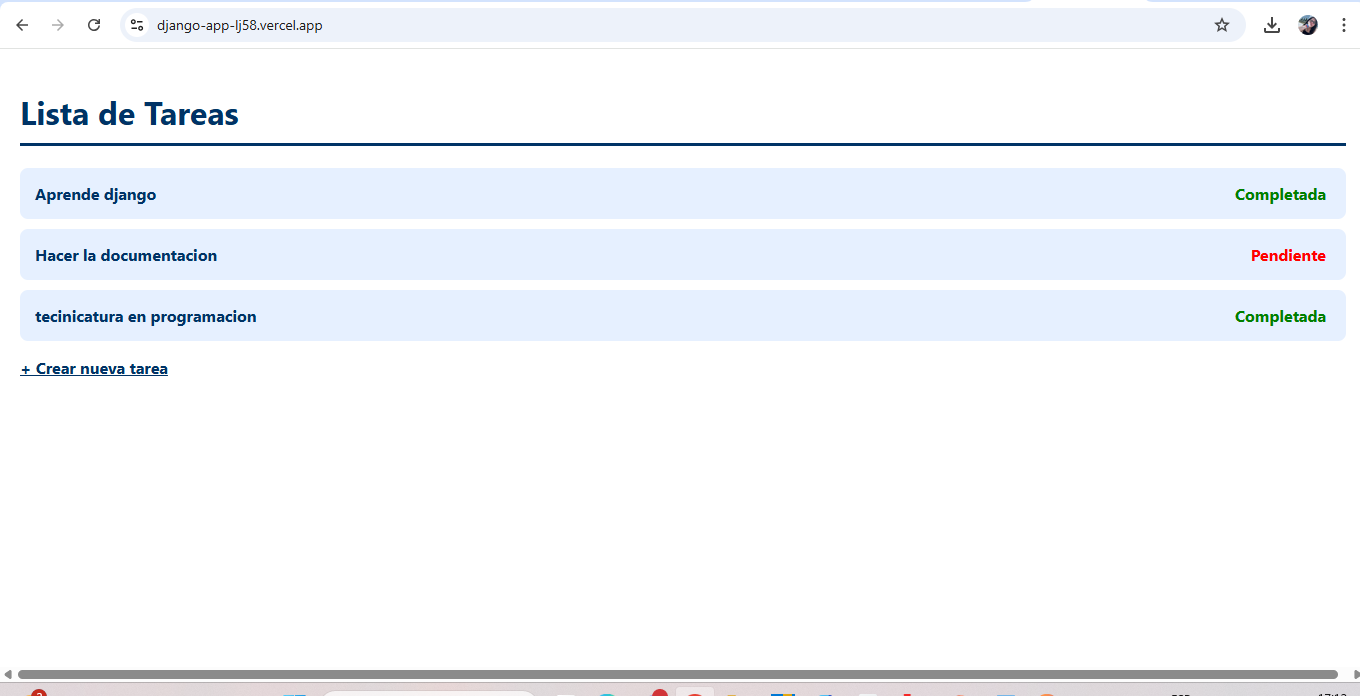 django-app-lj58.vercel.app
Lista de Tareas
Aprende django Completada
Hacer la documentacion Pendiente
tecinicatura en programacion Completada
+ Crear nueva tarea